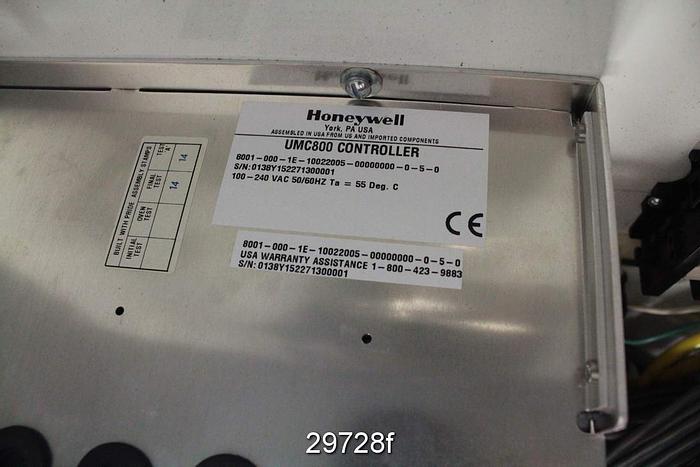 Honeywell
York, PA USA
ASSEMBLED IN USA FROM US AND IMPORTED COMPONENTS
UMC800 CONTROLLER
8001-000-1E-10022005-00000000-0-5-0
S/N:0138Y152271300001
100-240 VAC 50/60HZ Ta = 55 Deg. C
CE
8001-000-1E-10022005-00000000-0-5-0
USA WARRANTY ASSISTANCE 1-800-423-9883
S/N:0138Y152271300001
BUILT WITH PRIDE ASSEMBLY STAMPS
INITIAL TEST
OVEN TEST
FINAL TEST
14
TEST "A"
14
29728f